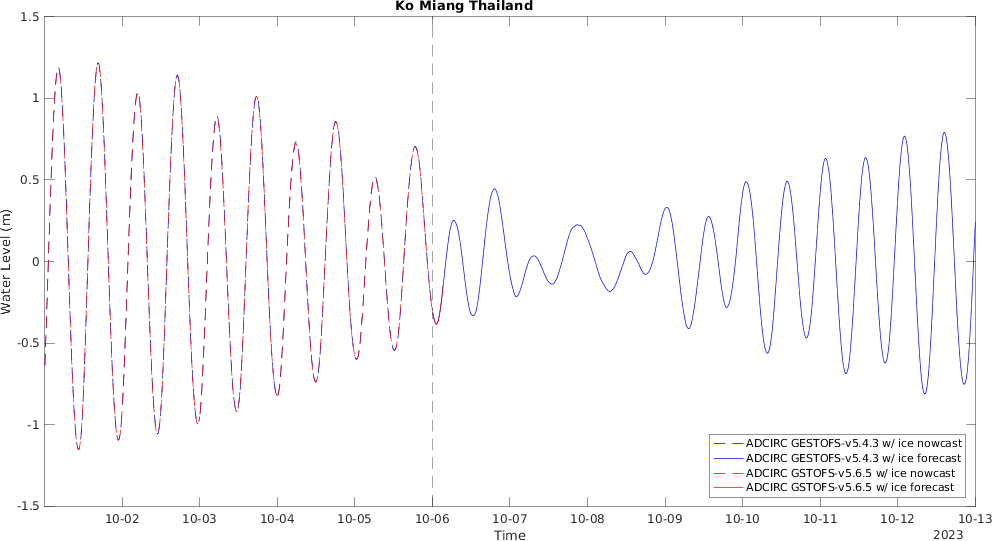 Ko Miang Thailand
1.5
1
0.5
0
-0.5
-1
-1.5
Water Level (m)
10-02 10-03 10-04 10-05 10-06 10-07 10-08 10-09 10-10 10-11 10-12 10-13
Time
2023
ADCIRC GESTOFS-v5.4.3 w/ ice nowcast
ADCIRC GESTOFS-v5.4.3 w/ ice forecast
ADCIRC GSTOFS-v5.6.5 w/ ice nowcast
ADCIRC GSTOFS-v5.6.5 w/ ice forecast